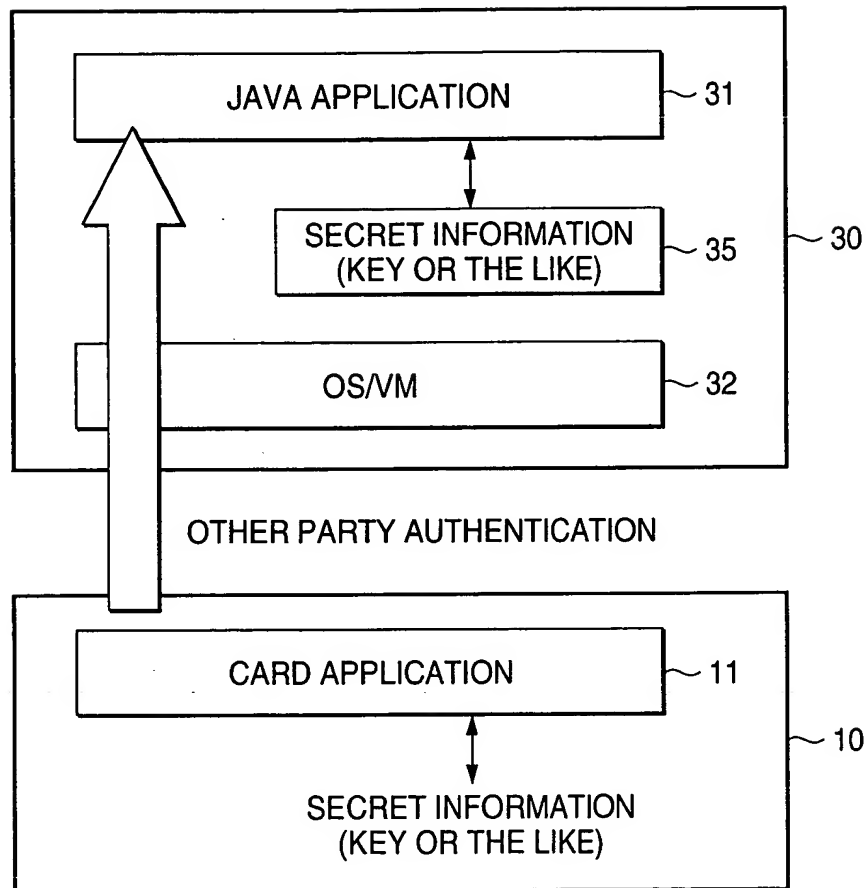 JAVA APPLICATION
31
SECRET INFORMATION
(KEY OR THE LIKE)
35
30
OS/VM
32
OTHER PARTY AUTHENTICATION
CARD APPLICATION
11
10
SECRET INFORMATION
(KEY OR THE LIKE)